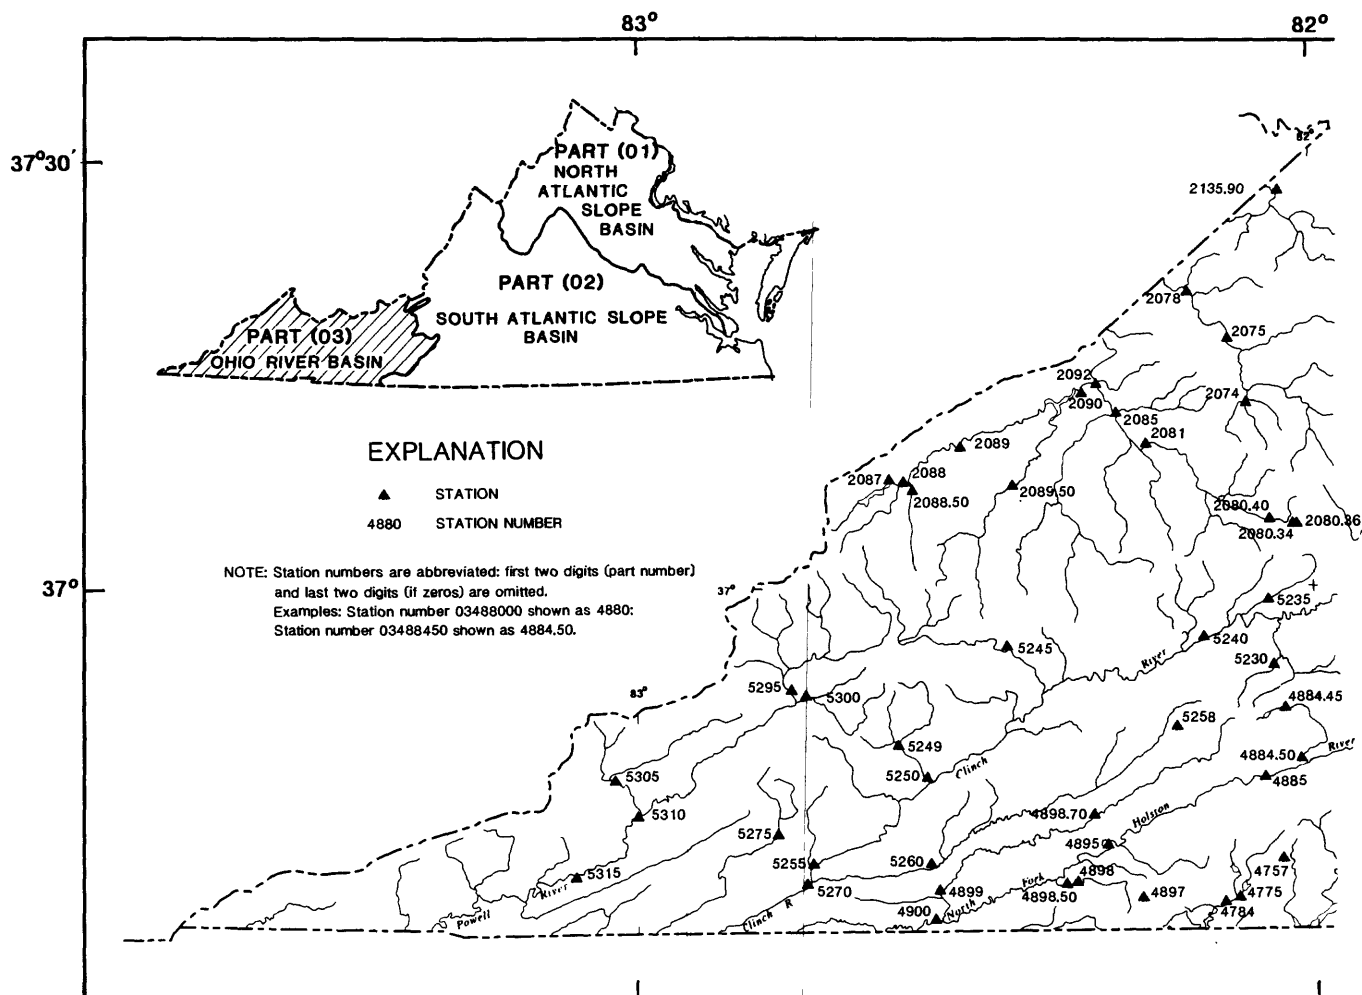 83°
82°
37°30'
82°
PART (01)
NORTH
ATLANTIC
SLOPE
BASIN
2135.90
PART (02)
SOUTH ATLANTIC SLOPE
BASIN
2078
PART (03)
OHIO RIVER BASIN
2075
2092
2090
2074
2085
2081
EXPLANATION
2089
STATION
2087
2088
2088.50
2089.50
4880 STATION NUMBER
2080.40
2080.36
2080.34
NOTE: Station numbers are abbreviated: first two digits (part number)
and last two digits (if zeros) are omitted.
Examples: Station number 03488000 shown as 4880:
Station number 03488450 shown as 4884.50.
37°
37°
5235
5240
5245
River
5230
83°
5295
5300
4884.45
5258
5249
River
4884.50
5250
Clinch
4885
5305
5310
4898.70
Holston
5275
4895
5255
5260
4757
5315
River
5270
4899
Fork
4898
4898.50
4897
4775
4784
Powell
Clinch R
4900
North